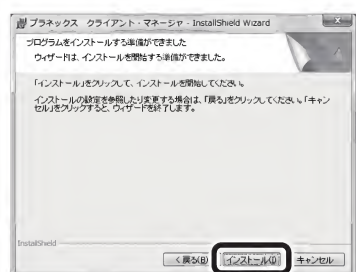 プラネックス クライアント・マネージャ - InstallShield Wizard
プログラムをインストールする準備ができました
ウィザードは、インストールを開始する準備ができました。
「インストール」をクリックして、インストールを開始してください。
インストールの設定を参照したり変更する場合は、「戻る」をクリックしてください。「キャン
セル」をクリックすると、ウィザードを終了します。
InstallShield
< 戻る(B)
インストール(I)
キャンセル